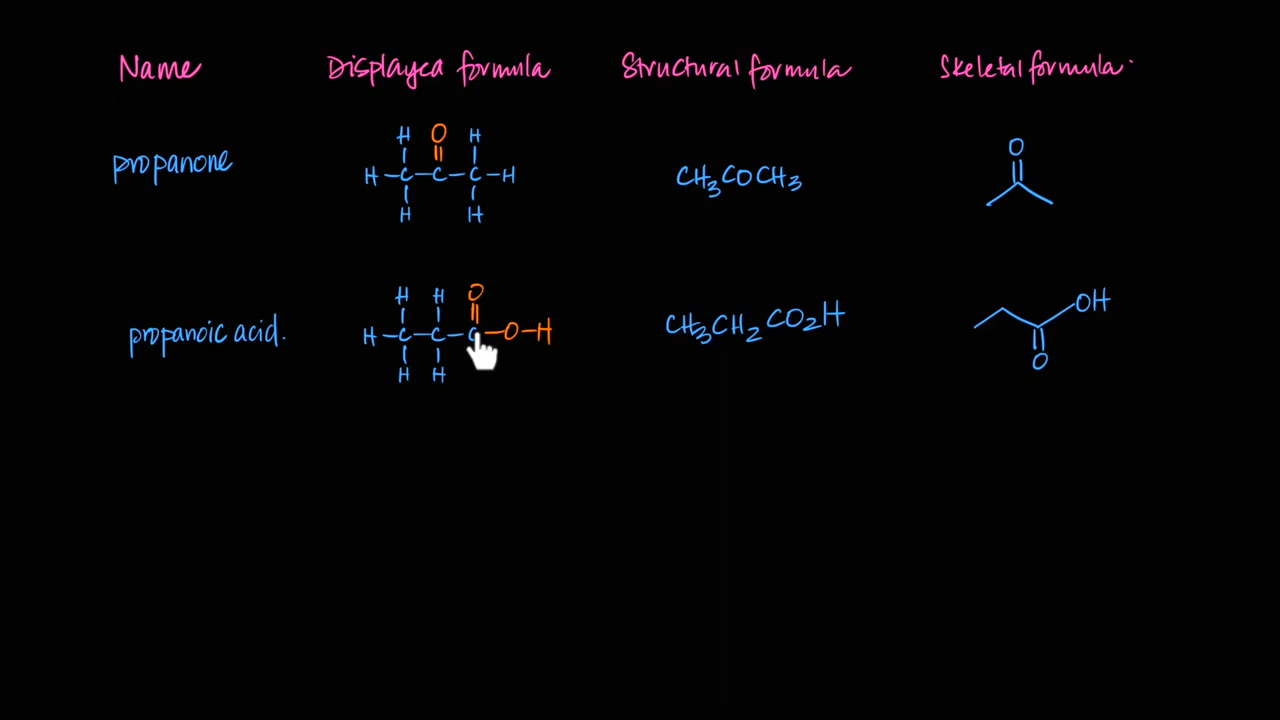 Name Displayed formula Structural formula Skeletal formula.
propanone H O H H-C-C-C-H H H CH3COCH3 O
propanoic acid. H H O H-C-C-C-O-H H H CH3CH2CO2H OH O